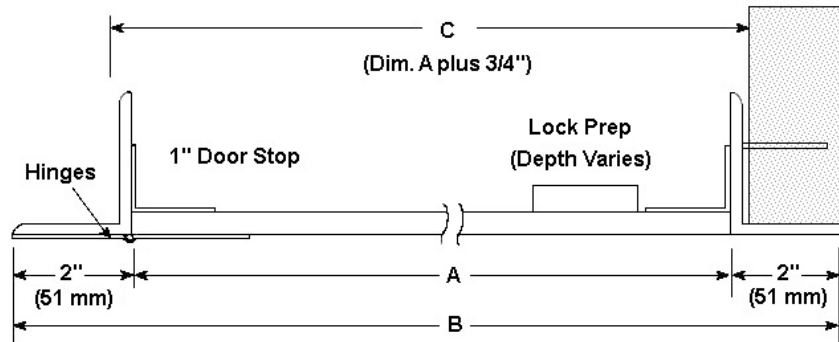 C
(Dim. A plus 3/4")
1" Door Stop
Lock Prep
(Depth Varies)
Hinges
2"
(51 mm)
A
2"
(51 mm)
B